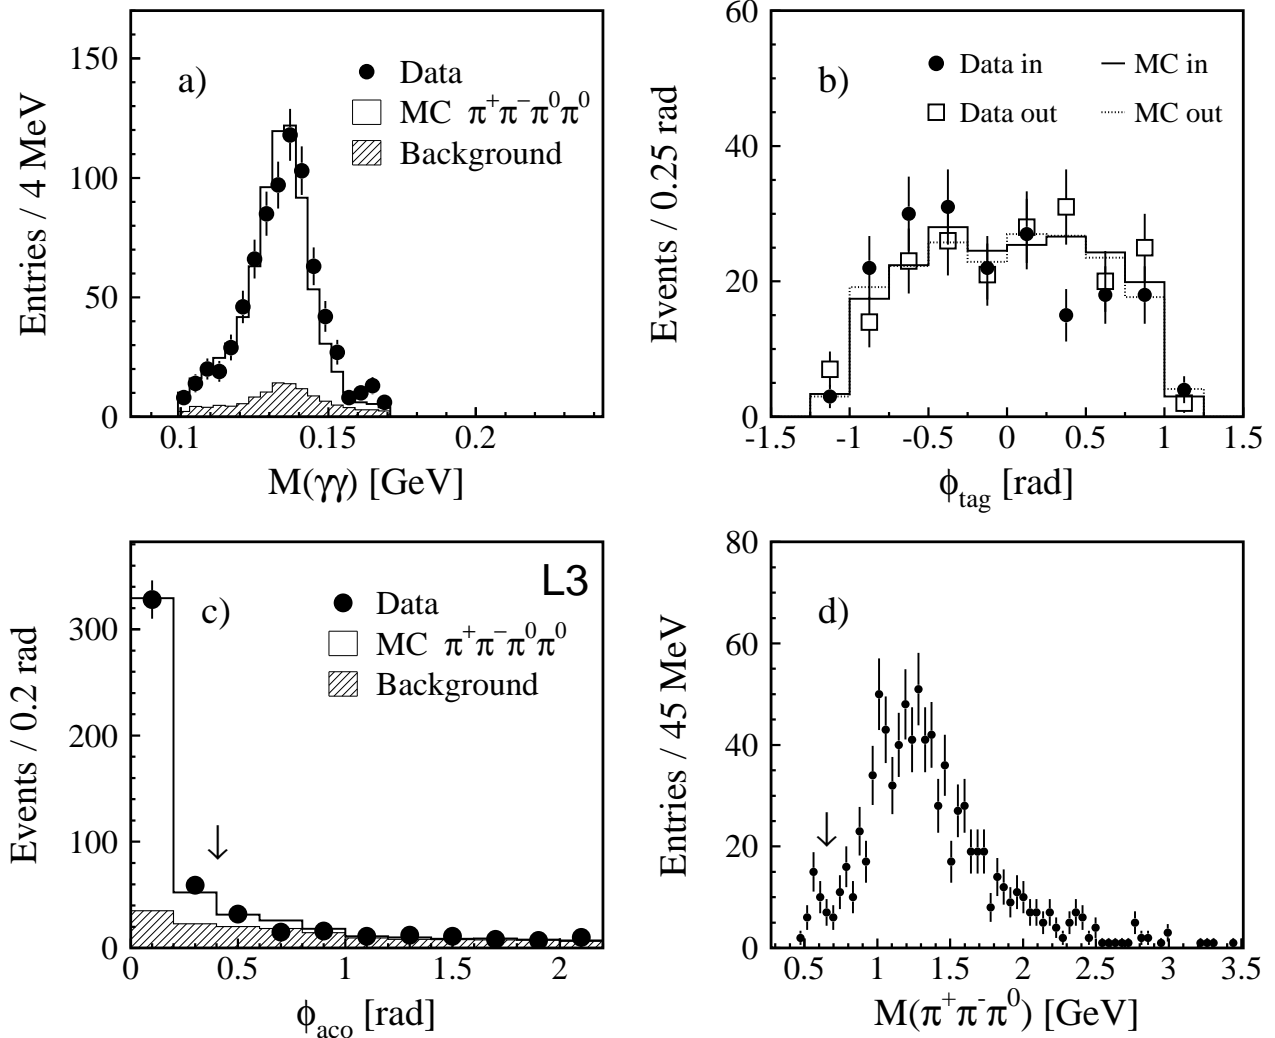 a)
Data
MC π⁺π⁻π⁰π⁰
Background
Entries / 4 MeV
150
100
50
0
0.1 0.15 0.2
M(γγ) [GeV]
b)
Data in
MC in
Data out
MC out
Events / 0.25 rad
60
40
20
0
-1.5 -1 -0.5 0 0.5 1 1.5
ϕtag [rad]
c)
L3
Data
MC π⁺π⁻π⁰π⁰
Background
Events / 0.2 rad
300
200
100
0
0 0.5 1 1.5 2
ϕaco [rad]
d)
Entries / 45 MeV
80
60
40
20
0
0.5 1 1.5 2 2.5 3 3.5
M(π⁺π⁻π⁰) [GeV]